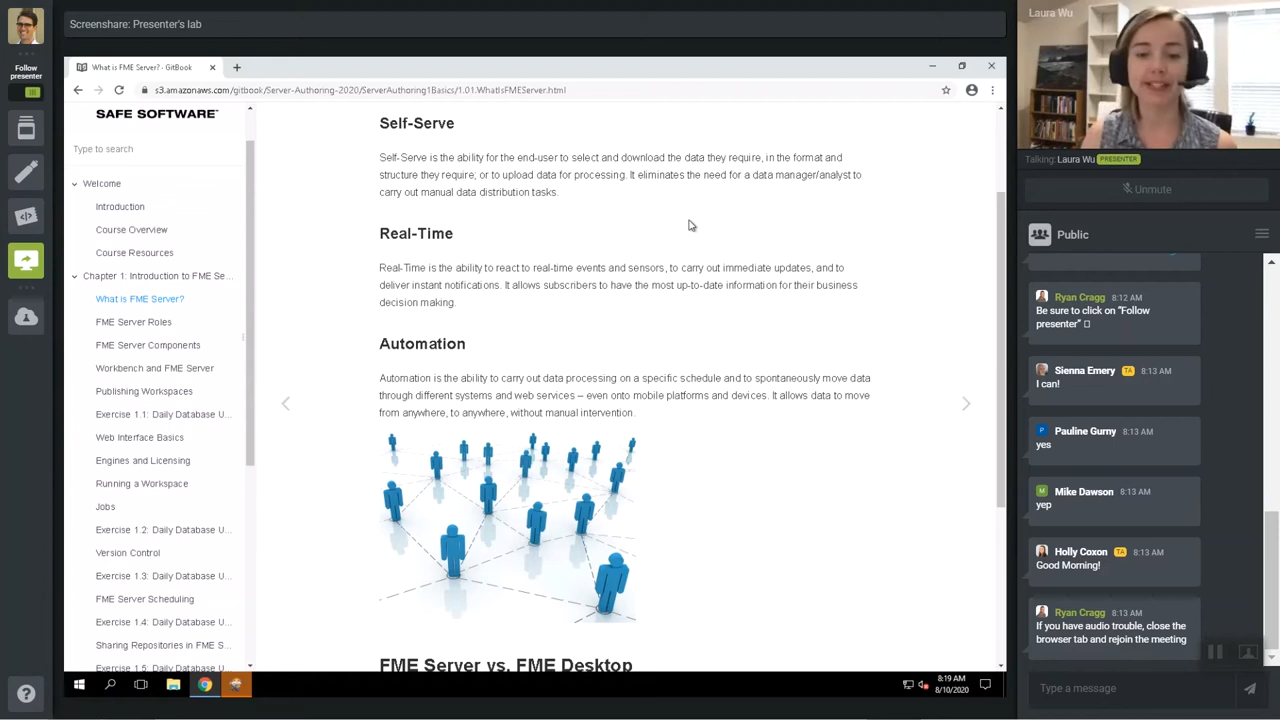 Screenshare: Presenter's lab
Follow
presenter
What is FME Server? · GitBook
s3.amazonaws.com/gitbook/Server-Authoring-2020/ServerAuthoring1Basics/1.01.WhatIsFMEServer.html
SAFE SOFTWARE™
Type to search
Welcome
Introduction
Course Overview
Course Resources
Chapter 1: Introduction to FME Se...
What is FME Server?
FME Server Roles
FME Server Components
Workbench and FME Server
Publishing Workspaces
Exercise 1.1: Daily Database U...
Web Interface Basics
Engines and Licensing
Running a Workspace
Jobs
Exercise 1.2: Daily Database U...
Version Control
Exercise 1.3: Daily Database U...
FME Server Scheduling
Exercise 1.4: Daily Database U...
Sharing Repositories in FME S...
Exercise 1.5: Daily Database U...
Self-Serve
Self-Serve is the ability for the end-user to select and download the data they require, in the format and
structure they require; or to upload data for processing. It eliminates the need for a data manager/analyst to
carry out manual data distribution tasks.
Real-Time
Real-Time is the ability to react to real-time events and sensors, to carry out immediate updates, and to
deliver instant notifications. It allows subscribers to have the most up-to-date information for their business
decision making.
Automation
Automation is the ability to carry out data processing on a specific schedule and to spontaneously move data
through different systems and web services – even onto mobile platforms and devices. It allows data to move
from anywhere, to anywhere, without manual intervention.
FME Server vs. FME Desktop
8:19 AM
8/10/2020
Laura Wu
Talking: Laura Wu PRESENTER
Unmute
Public
Ryan Cragg 8:12 AM
Be sure to click on "Follow
presenter"
Sienna Emery TA 8:13 AM
I can!
P Pauline Gurny 8:13 AM
yes
M Mike Dawson 8:13 AM
yep
Holly Coxon TA 8:13 AM
Good Morning!
Ryan Cragg 8:13 AM
If you have audio trouble, close the
browser tab and rejoin the meeting
Type a message